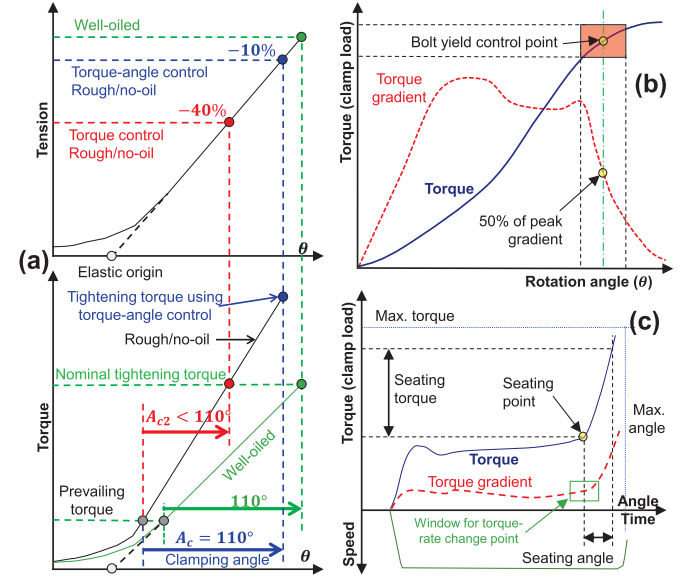 Well-oiled
−10%
Torque-angle control
Rough/no-oil
−40%
Torque control
Rough/no-oil
Tension
θ
Elastic origin
(a)
Tightening torque using
torque-angle control
Rough/no-oil
Nominal tightening torque
A_c2 < 110°
Well-oiled
Torque
Prevailing
torque
110°
A_c = 110°
Clamping angle
θ
Torque (clamp load)
Bolt yield control point
Torque
gradient
(b)
Torque
50% of peak
gradient
Rotation angle (θ)
Max. torque
(c)
Torque (clamp load)
Seating
torque
Seating
point
Max.
angle
Torque
Torque gradient
Angle
Time
Window for torque-
rate change point
Speed
Seating angle